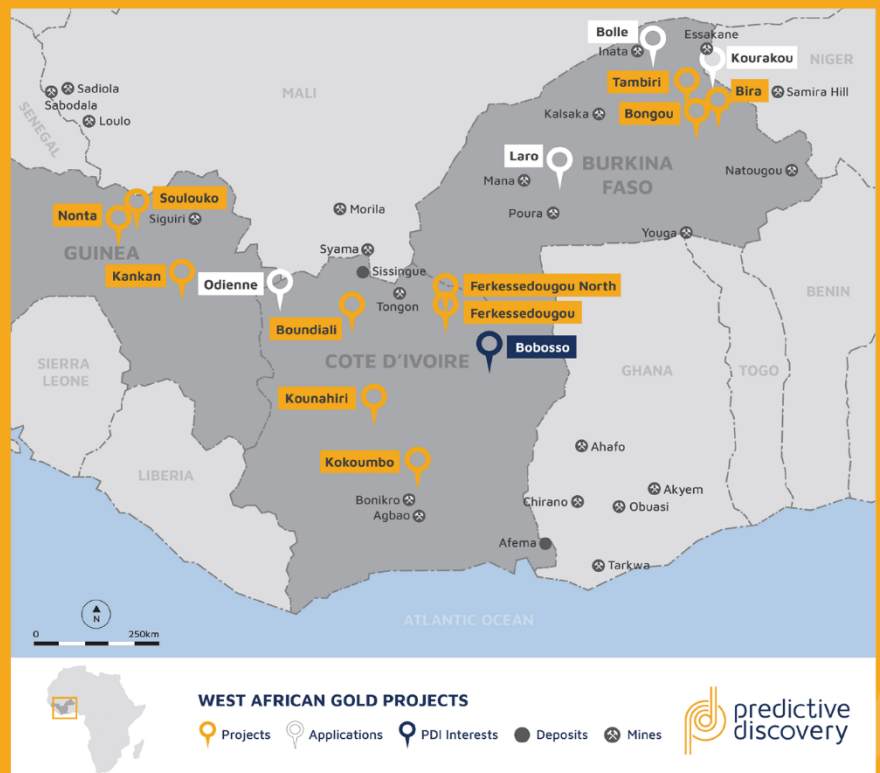 Bolle
Essakane
Inata
Kourakou
NIGER
MALI
Tambiri
Bira
Samira Hill
Sadiola
Sabodala
Bongou
Kalsaka
SENEGAL
Loulo
Laro
BURKINA
FASO
Natougou
Mana
Soulouko
Nonta
Siguiri
Morila
Poura
Youga
GUINEA
Syama
Sissingue
Kankan
Odienne
Ferkessedougou North
Tongon
BENIN
Ferkessedougou
Boundiali
Bobosso
COTE D'IVOIRE
SIERRA
LEONE
GHANA
TOGO
Kounahiri
Ahafo
Kokoumbo
LIBERIA
Akyem
Bonikro
Chirano
Obuasi
Agbao
Afema
Tarkwa
N
ATLANTIC OCEAN
0 250km
WEST AFRICAN GOLD PROJECTS
Projects Applications PDI Interests Deposits Mines
predictive
discovery